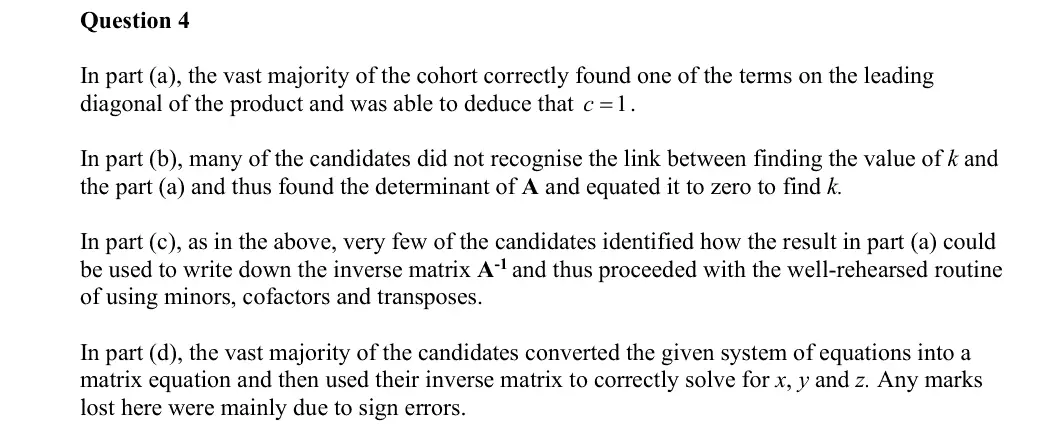 Question 4
In part (a), the vast majority of the cohort correctly found one of the terms on the leading
diagonal of the product and was able to deduce that c = 1.
In part (b), many of the candidates did not recognise the link between finding the value of k and
the part (a) and thus found the determinant of A and equated it to zero to find k.
In part (c), as in the above, very few of the candidates identified how the result in part (a) could
be used to write down the inverse matrix A⁻¹ and thus proceeded with the well-rehearsed routine
of using minors, cofactors and transposes.
In part (d), the vast majority of the candidates converted the given system of equations into a
matrix equation and then used their inverse matrix to correctly solve for x, y and z. Any marks
lost here were mainly due to sign errors.